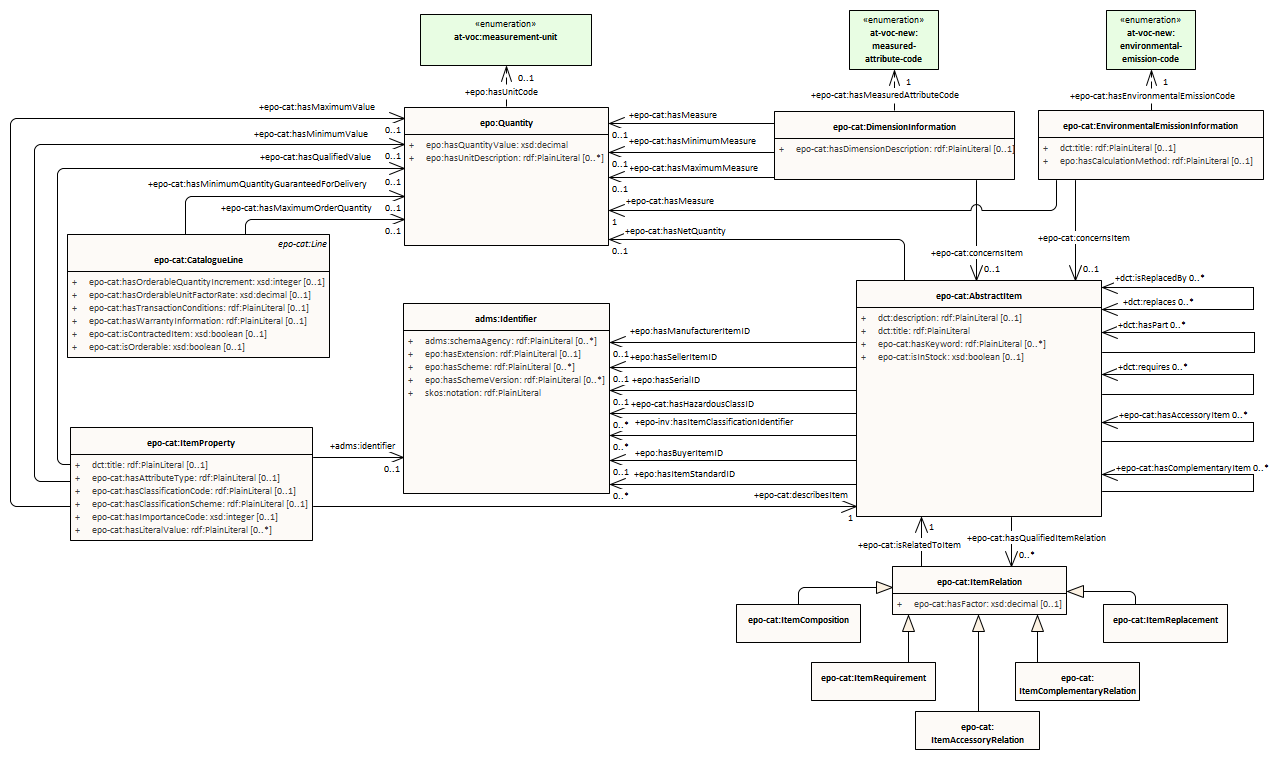 «enumeration»
at-voc:measurement-unit
«enumeration»
at-voc-new:
measured-
attribute-code
«enumeration»
at-voc-new:
environmental-
emission-code
0..1
+epo:hasUnitCode
1
+epo-cat:hasMeasuredAttributeCode
1
+epo-cat:hasEnvironmentalEmissionCode
epo:Quantity
+ epo:hasQuantityValue: xsd:decimal
+ epo:hasUnitDescription: rdf:PlainLiteral [0..*]
epo-cat:DimensionInformation
+ epo-cat:hasDimensionDescription: rdf:PlainLiteral [0..1]
epo-cat:EnvironmentalEmissionInformation
+ dct:title: rdf:PlainLiteral [0..1]
+ epo:hasCalculationMethod: rdf:PlainLiteral [0..1]
+epo-cat:hasMaximumValue
0..1
+epo-cat:hasMinimumValue
0..1
+epo-cat:hasQualifiedValue
0..1
+epo-cat:hasMinimumQuantityGuaranteedForDelivery
0..1
+epo-cat:hasMaximumOrderQuantity
0..1
+epo-cat:hasMeasure
0..1
+epo-cat:hasMinimumMeasure
0..1
+epo-cat:hasMaximumMeasure
0..1
+epo-cat:hasMeasure
1
+epo-cat:hasNetQuantity
0..1
+epo-cat:concernsItem
0..1
+epo-cat:concernsItem
0..1
epo-cat:Line
epo-cat:CatalogueLine
+ epo-cat:hasOrderableQuantityIncrement: xsd:integer [0..1]
+ epo-cat:hasOrderableUnitFactorRate: xsd:decimal [0..1]
+ epo-cat:hasTransactionConditions: rdf:PlainLiteral [0..1]
+ epo-cat:hasWarrantyInformation: rdf:PlainLiteral [0..1]
+ epo-cat:isContractedItem: xsd:boolean [0..1]
+ epo-cat:isOrderable: xsd:boolean [0..1]
adms:Identifier
+ adms:schemaAgency: rdf:PlainLiteral [0..*]
+ epo:hasExtension: rdf:PlainLiteral [0..1]
+ epo:hasScheme: rdf:PlainLiteral [0..*]
+ epo:hasSchemeVersion: rdf:PlainLiteral [0..*]
+ skos:notation: rdf:PlainLiteral
epo-cat:AbstractItem
+ dct:description: rdf:PlainLiteral [0..1]
+ dct:title: rdf:PlainLiteral
+ epo-cat:hasKeyword: rdf:PlainLiteral [0..*]
+ epo-cat:isInStock: xsd:boolean [0..1]
+dct:isReplacedBy 0..*
+dct:replaces 0..*
+dct:hasPart 0..*
+dct:requires 0..*
+epo-cat:hasAccessoryItem 0..*
+epo-cat:hasComplementaryItem 0..*
+epo:hasManufacturerItemID
0..1
+epo:hasSellerItemID
0..1
+epo:hasSerialID
0..1
+epo-cat:hasHazardousClassID
0..*
+epo-inv:hasItemClassificationIdentifier
0..*
+epo:hasBuyerItemID
0..1
+epo:hasItemStandardID
0..*
epo-cat:ItemProperty
+ dct:title: rdf:PlainLiteral [0..1]
+ epo-cat:hasAttributeType: rdf:PlainLiteral [0..1]
+ epo-cat:hasClassificationCode: rdf:PlainLiteral [0..1]
+ epo-cat:hasClassificationScheme: rdf:PlainLiteral [0..1]
+ epo-cat:hasImportanceCode: xsd:integer [0..1]
+ epo-cat:hasLiteralValue: rdf:PlainLiteral [0..*]
+adms:identifier
0..1
+epo-cat:describesItem
1
1
+epo-cat:isRelatedToItem
+epo-cat:hasQualifiedItemRelation
0..*
epo-cat:ItemRelation
+ epo-cat:hasFactor: xsd:decimal [0..1]
epo-cat:ItemComposition
epo-cat:ItemReplacement
epo-cat:ItemRequirement
epo-cat:
ItemComplementaryRelation
epo-cat:
ItemAccessoryRelation